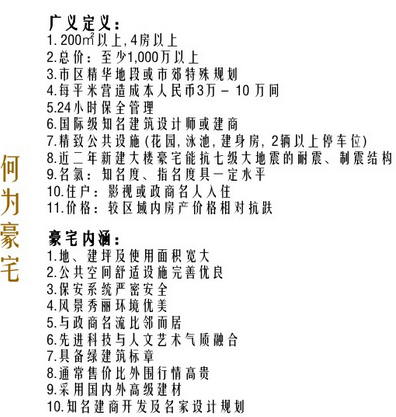 何为豪宅
广义定义：
1. 200㎡以上, 4房以上
2.总价：至少1,000万以上
3.市区精华地段或市郊特殊规划
4.每平米营造成本人民币3万- 10万间
5.24小时保全管理
6.国际级知名建筑设计师或建商
7.精致公共设施 (花园, 泳池, 健身房, 2辆以上停车位)
8.近二年新建大楼豪宅能抗七级大地震的耐震、制震结构
9.名氣：知名度、指名度具一定水平
10.住户：影视或政商名人入住
11.价格：较区域内房产价格相对抗跌
豪宅内涵：
1.地、建坪及使用面积宽大
2.公共空间舒适设施完善优良
3.保安系统严密安全
4.风景秀丽环境优美
5.与政商名流比邻而居
6.先进科技与人文艺术气质融合
7.具备绿建筑标章
8.通常售价比外围行情高贵
9.采用国内外高级建材
10.知名建商开发及名家设计规划